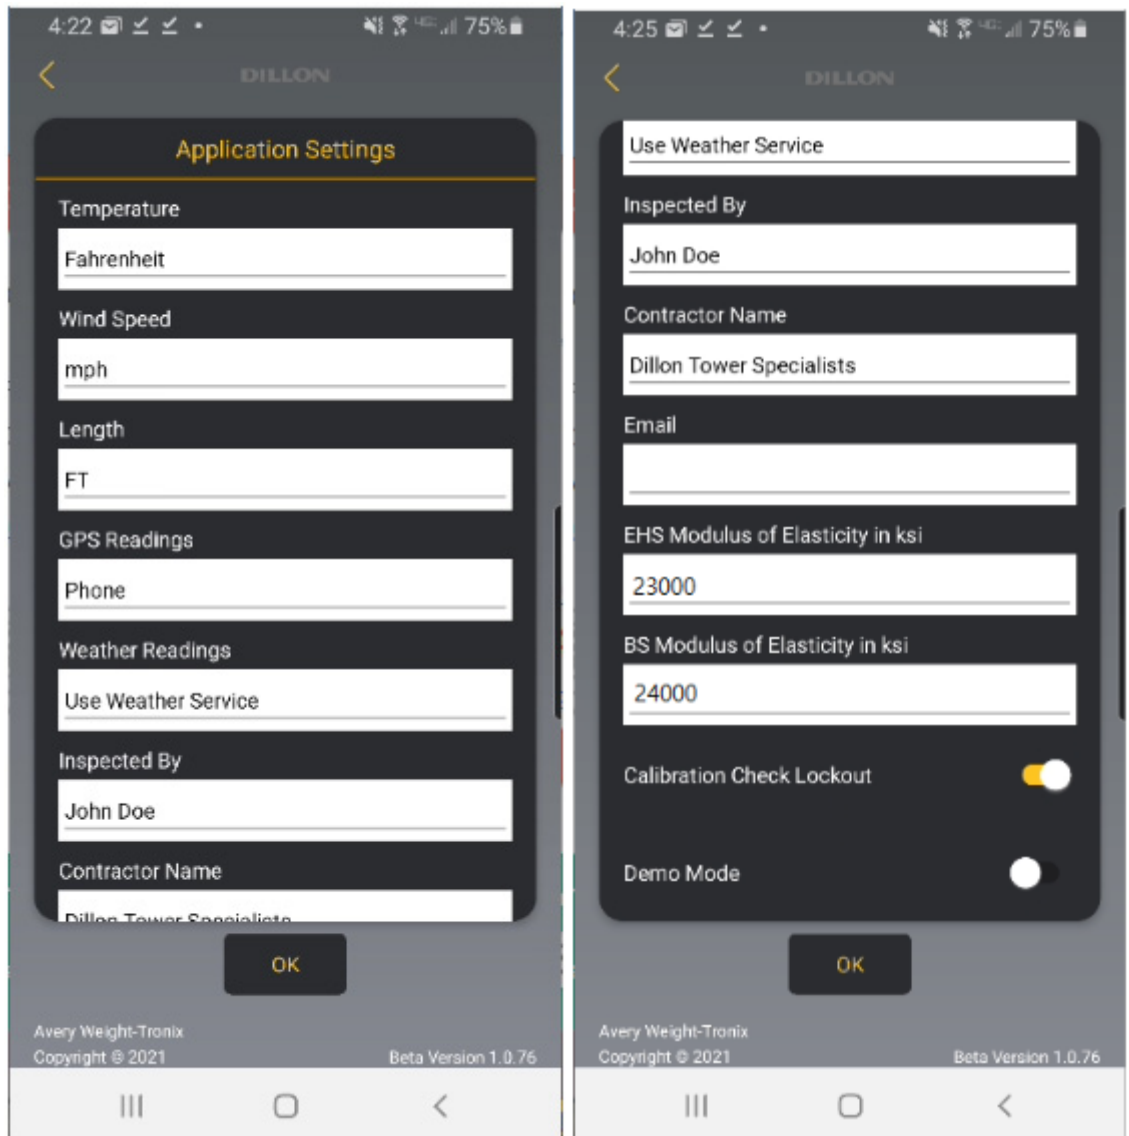 4:22
75%
DILLON
Application Settings
Temperature
Fahrenheit
Wind Speed
mph
Length
FT
GPS Readings
Phone
Weather Readings
Use Weather Service
Inspected By
John Doe
Contractor Name
Dillon Tower Specialists
OK
Avery Weight-Tronix
Copyright © 2021
Beta Version 1.0.76
4:25
75%
DILLON
Use Weather Service
Inspected By
John Doe
Contractor Name
Dillon Tower Specialists
Email
EHS Modulus of Elasticity in ksi
23000
BS Modulus of Elasticity in ksi
24000
Calibration Check Lockout
Demo Mode
OK
Avery Weight-Tronix
Copyright © 2021
Beta Version 1.0.76